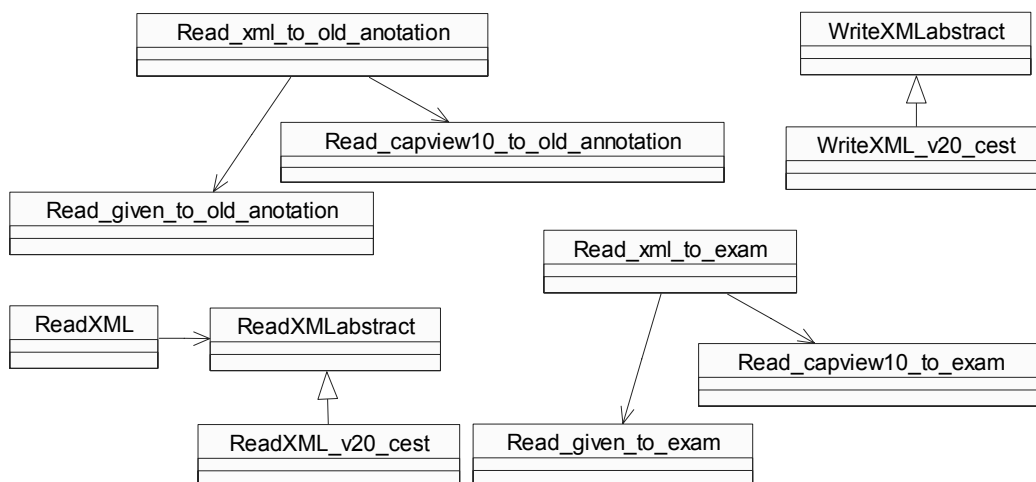 Read_xml_to_old_anotation
WriteXMLabstract
Read_capview10_to_old_annotation
WriteXML_v20_cest
Read_given_to_old_anotation
Read_xml_to_exam
ReadXML
ReadXMLabstract
Read_capview10_to_exam
ReadXML_v20_cest
Read_given_to_exam